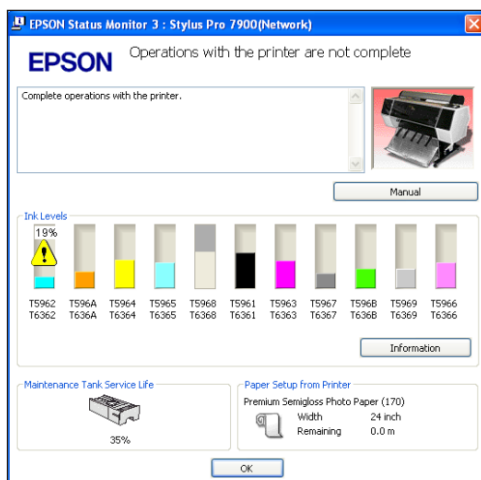 EPSON Status Monitor 3 : Stylus Pro 7900(Network)
EPSON
Operations with the printer are not complete
Complete operations with the printer.
Manual
Ink Levels
19%
T5962 T596A T5964 T5965 T5968 T5961 T5963 T5967 T596B T5969 T5966
T6362 T636A T6364 T6365 T6368 T6361 T6363 T6367 T636B T6369 T6366
Information
Maintenance Tank Service Life
35%
Paper Setup from Printer
Premium Semigloss Photo Paper (170)
Width 24 inch
Remaining 0.0 m
OK